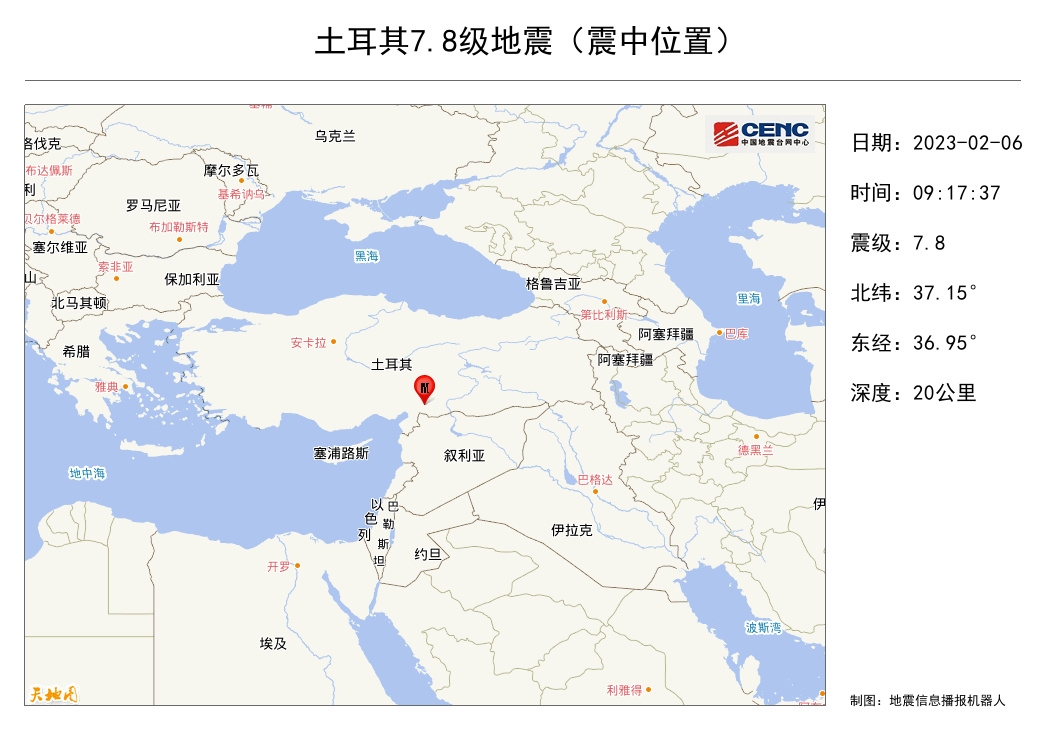 土耳其7.8级地震（震中位置）
CENC
中国地震台网中心
日期：2023-02-06
时间：09:17:37
震级：7.8
北纬：37.15°
东经：36.95°
深度：20公里
乌克兰
洛伐克
布达佩斯
利
摩尔多瓦
基希讷乌
罗马尼亚
贝尔格莱德
布加勒斯特
塞尔维亚
黑海
索非亚
保加利亚
山
格鲁吉亚
里海
北马其顿
第比利斯
阿塞拜疆
巴库
安卡拉
希腊
土耳其
阿塞拜疆
雅典
M
德黑兰
塞浦路斯
叙利亚
地中海
巴格达
以色列
巴勒斯坦
伊
伊拉克
约旦
开罗
波斯湾
埃及
利雅得
天地图
制图：地震信息播报机器人